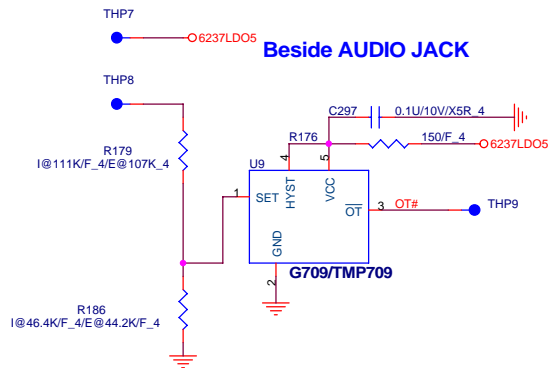 THP7
6237LDO5
Beside AUDIO JACK
THP8
C297
0.1U/10V/X5R_4
R179
I@111K/F_4/E@107K_4
R176
150/F_4
6237LDO5
U9
4
5
1
SET
HYST
VCC
OT
3
OT#
THP9
GND
2
G709/TMP709
R186
I@46.4K/F_4/E@44.2K/F_4